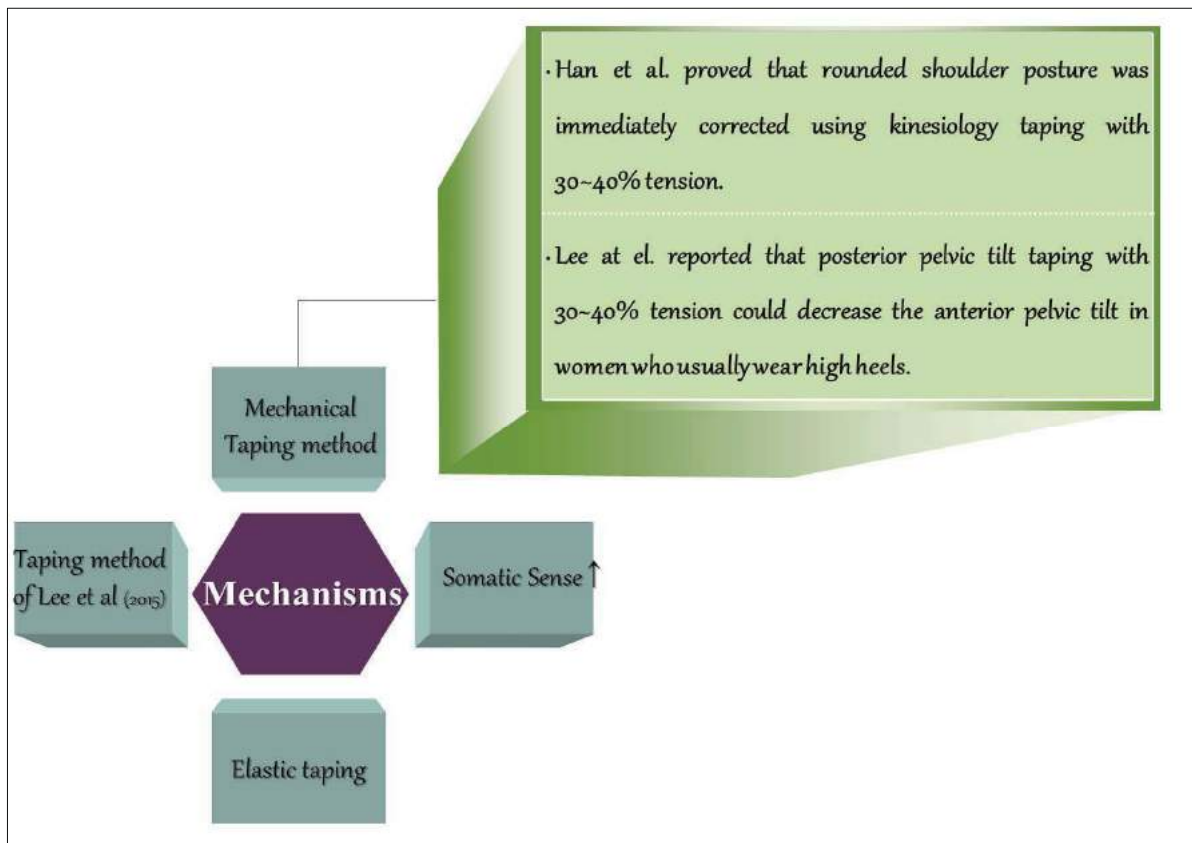 · Han et al. proved that rounded shoulder posture was
immediately corrected using kinesiology taping with
30~40% tension.
· Lee at el. reported that posterior pelvic tilt taping with
30~40% tension could decrease the anterior pelvic tilt in
women who usually wear high heels.
Mechanical
Taping method
Taping method
of Lee et al (2015)
Mechanisms
Somatic Sense ↑
Elastic taping